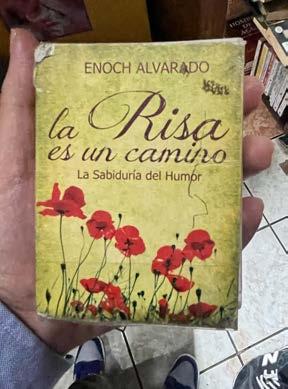 ENOCH ALVARADO
la Risa
es un camino
La Sabiduría del Humor